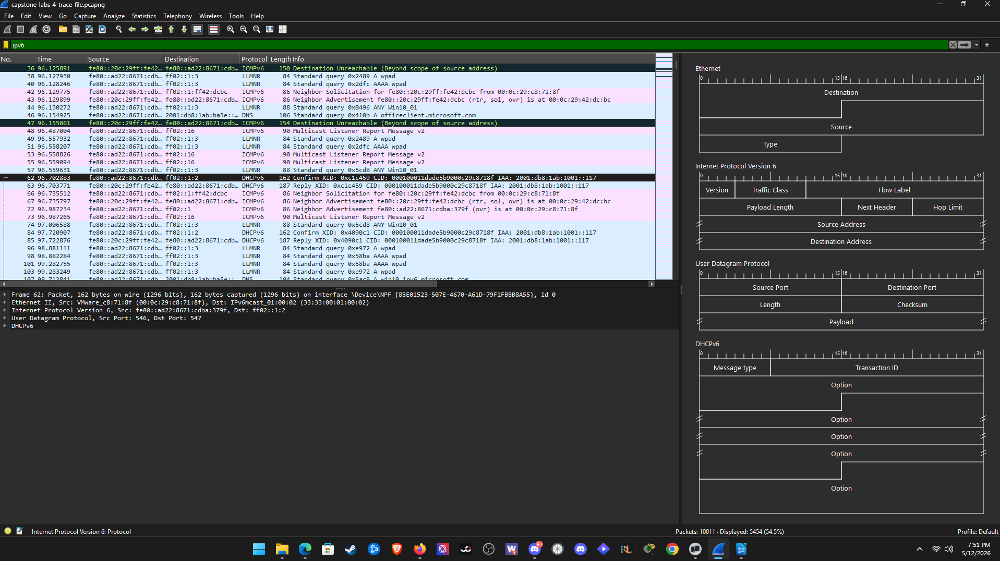 capstone-labs-4-trace-file.pcapng
File Edit View Go Capture Analyze Statistics Telephony Wireless Tools Help
ipv6
No. Time Source Destination Protocol Length Info
36 96.125891 fe80::20c:29ff:fe42… fe80::ad22:8671:cdb… ICMPv6 150 Destination Unreachable (Beyond scope of source address)
38 96.127930 fe80::ad22:8671:cdb… ff02::1:3 LLMNR 84 Standard query 0x2489 A wpad
40 96.128246 fe80::ad22:8671:cdb… ff02::1:3 LLMNR 84 Standard query 0x2dfc AAAA wpad
42 96.129775 fe80::ad22:8671:cdb… ff02::1:ff42:dcbc ICMPv6 86 Neighbor Solicitation for fe80::20c:29ff:fe42:dcbc from 00:0c:29:c8:71:8f
43 96.129899 fe80::20c:29ff:fe42… fe80::ad22:8671:cdb… ICMPv6 86 Neighbor Advertisement fe80::20c:29ff:fe42:dcbc (rtr, sol, ovr) is at 00:0c:29:42:dc:bc
44 96.130272 fe80::ad22:8671:cdb… ff02::1:3 LLMNR 88 Standard query 0x0496 ANY Win10_01
46 96.154925 fe80::ad22:8671:cdb… 2001:db8:1ab:ba5e::… DNS 106 Standard query 0x410b A officeclient.microsoft.com
47 96.155061 fe80::20c:29ff:fe42… fe80::ad22:8671:cdb… ICMPv6 154 Destination Unreachable (Beyond scope of source address)
48 96.487004 fe80::ad22:8671:cdb… ff02::16 ICMPv6 90 Multicast Listener Report Message v2
49 96.557932 fe80::ad22:8671:cdb… ff02::1:3 LLMNR 84 Standard query 0x2489 A wpad
51 96.558207 fe80::ad22:8671:cdb… ff02::1:3 LLMNR 84 Standard query 0x2dfc AAAA wpad
53 96.558826 fe80::ad22:8671:cdb… ff02::16 ICMPv6 90 Multicast Listener Report Message v2
55 96.559094 fe80::ad22:8671:cdb… ff02::16 ICMPv6 90 Multicast Listener Report Message v2
57 96.559631 fe80::ad22:8671:cdb… ff02::1:3 LLMNR 88 Standard query 0x5cd8 ANY Win10_01
62 96.702883 fe80::ad22:8671:cdb… ff02::1:2 DHCPv6 162 Confirm XID: 0xc1c459 CID: 000100011dade5b9000c29c8718f IAA: 2001:db8:1ab:1001::117
63 96.703771 fe80::20c:29ff:fe42… fe80::ad22:8671:cdb… DHCPv6 187 Reply XID: 0xc1c459 CID: 000100011dade5b9000c29c8718f IAA: 2001:db8:1ab:1001::117
66 96.735512 fe80::ad22:8671:cdb… ff02::1:ff42:dcbc ICMPv6 86 Neighbor Solicitation for fe80::20c:29ff:fe42:dcbc from 00:0c:29:c8:71:8f
67 96.735797 fe80::20c:29ff:fe42… fe80::ad22:8671:cdb… ICMPv6 86 Neighbor Advertisement fe80::20c:29ff:fe42:dcbc (rtr, sol, ovr) is at 00:0c:29:42:dc:bc
72 96.987234 fe80::ad22:8671:cdb… ff02::1 ICMPv6 86 Neighbor Advertisement fe80::ad22:8671:cdba:379f (ovr) is at 00:0c:29:c8:71:8f
73 96.987265 fe80::ad22:8671:cdb… ff02::16 ICMPv6 90 Multicast Listener Report Message v2
74 97.006588 fe80::ad22:8671:cdb… ff02::1:3 LLMNR 88 Standard query 0x5cd8 ANY Win10_01
84 97.720907 fe80::ad22:8671:cdb… ff02::1:2 DHCPv6 162 Confirm XID: 0x4090c1 CID: 000100011dade5b9000c29c8718f IAA: 2001:db8:1ab:1001::117
85 97.722876 fe80::20c:29ff:fe42… fe80::ad22:8671:cdb… DHCPv6 187 Reply XID: 0x4090c1 CID: 000100011dade5b9000c29c8718f IAA: 2001:db8:1ab:1001::117
96 98.881111 fe80::ad22:8671:cdb… ff02::1:3 LLMNR 84 Standard query 0xe972 A wpad
98 98.882284 fe80::ad22:8671:cdb… ff02::1:3 LLMNR 84 Standard query 0x58ba AAAA wpad
101 99.282755 fe80::ad22:8671:cdb… ff02::1:3 LLMNR 84 Standard query 0x58ba AAAA wpad
103 99.283249 fe80::ad22:8671:cdb… ff02::1:3 LLMNR 84 Standard query 0xe972 A wpad
107 99.713841 fe80::ad22:8671:cdb… 2001:db8:1ab:ba5e::… DNS 104 Standard query 0x5ac9 A win10.ipv6.microsoft.com
Frame 62: Packet, 162 bytes on wire (1296 bits), 162 bytes captured (1296 bits) on interface \Device\NPF_{85E01523-507E-4670-A61D-79F1FBBB8A55}, id 0
Ethernet II, Src: VMware_c8:71:8f (00:0c:29:c8:71:8f), Dst: IPv6mcast_01:00:02 (33:33:00:01:00:02)
Internet Protocol Version 6, Src: fe80::ad22:8671:cdba:379f, Dst: ff02::1:2
User Datagram Protocol, Src Port: 546, Dst Port: 547
DHCPv6
Ethernet
0 15 16 31
Destination
Source
Type
Internet Protocol Version 6
0 15 16 31
Version Traffic Class Flow Label
Payload Length Next Header Hop Limit
Source Address
Destination Address
User Datagram Protocol
0 15 16 31
Source Port Destination Port
Length Checksum
Payload
DHCPv6
0 15 16 31
Message type Transaction ID
Option
Option
Option
Option
Option
Internet Protocol Version 6: Protocol
Packets: 10011 · Displayed: 5454 (54.5%)
Profile: Default
9+
7:51 PM
5/12/2026